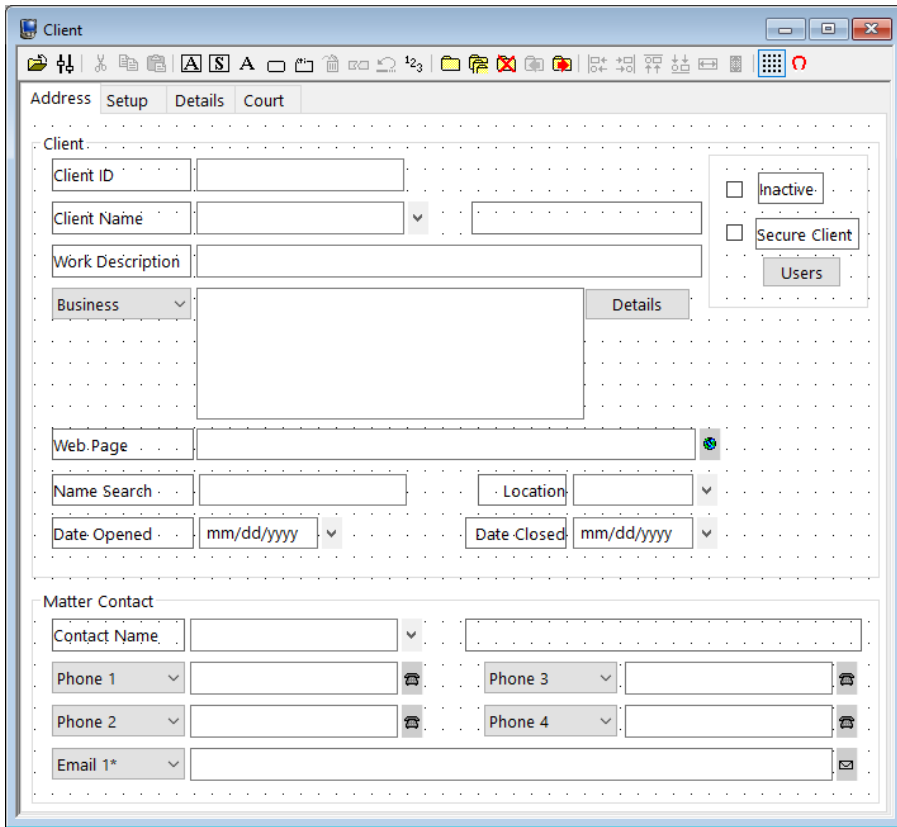 Client
A S A 123
Address Setup Details Court
Client
Client ID
Inactive
Client Name
Secure Client
Work Description
Users
Business
Details
Web Page
Name Search
Location
Date Opened mm/dd/yyyy
Date Closed mm/dd/yyyy
Matter Contact
Contact Name
Phone 1
Phone 3
Phone 2
Phone 4
Email 1*